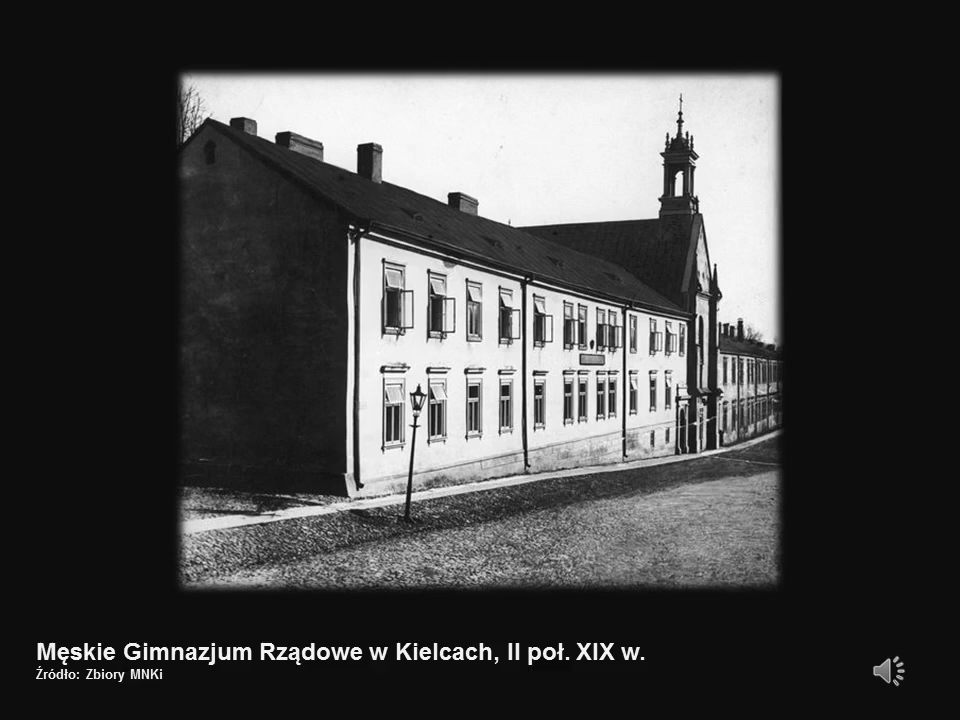 Męskie Gimnazjum Rządowe w Kielcach, II poł. XIX w.
Źródło: Zbiory MNKi